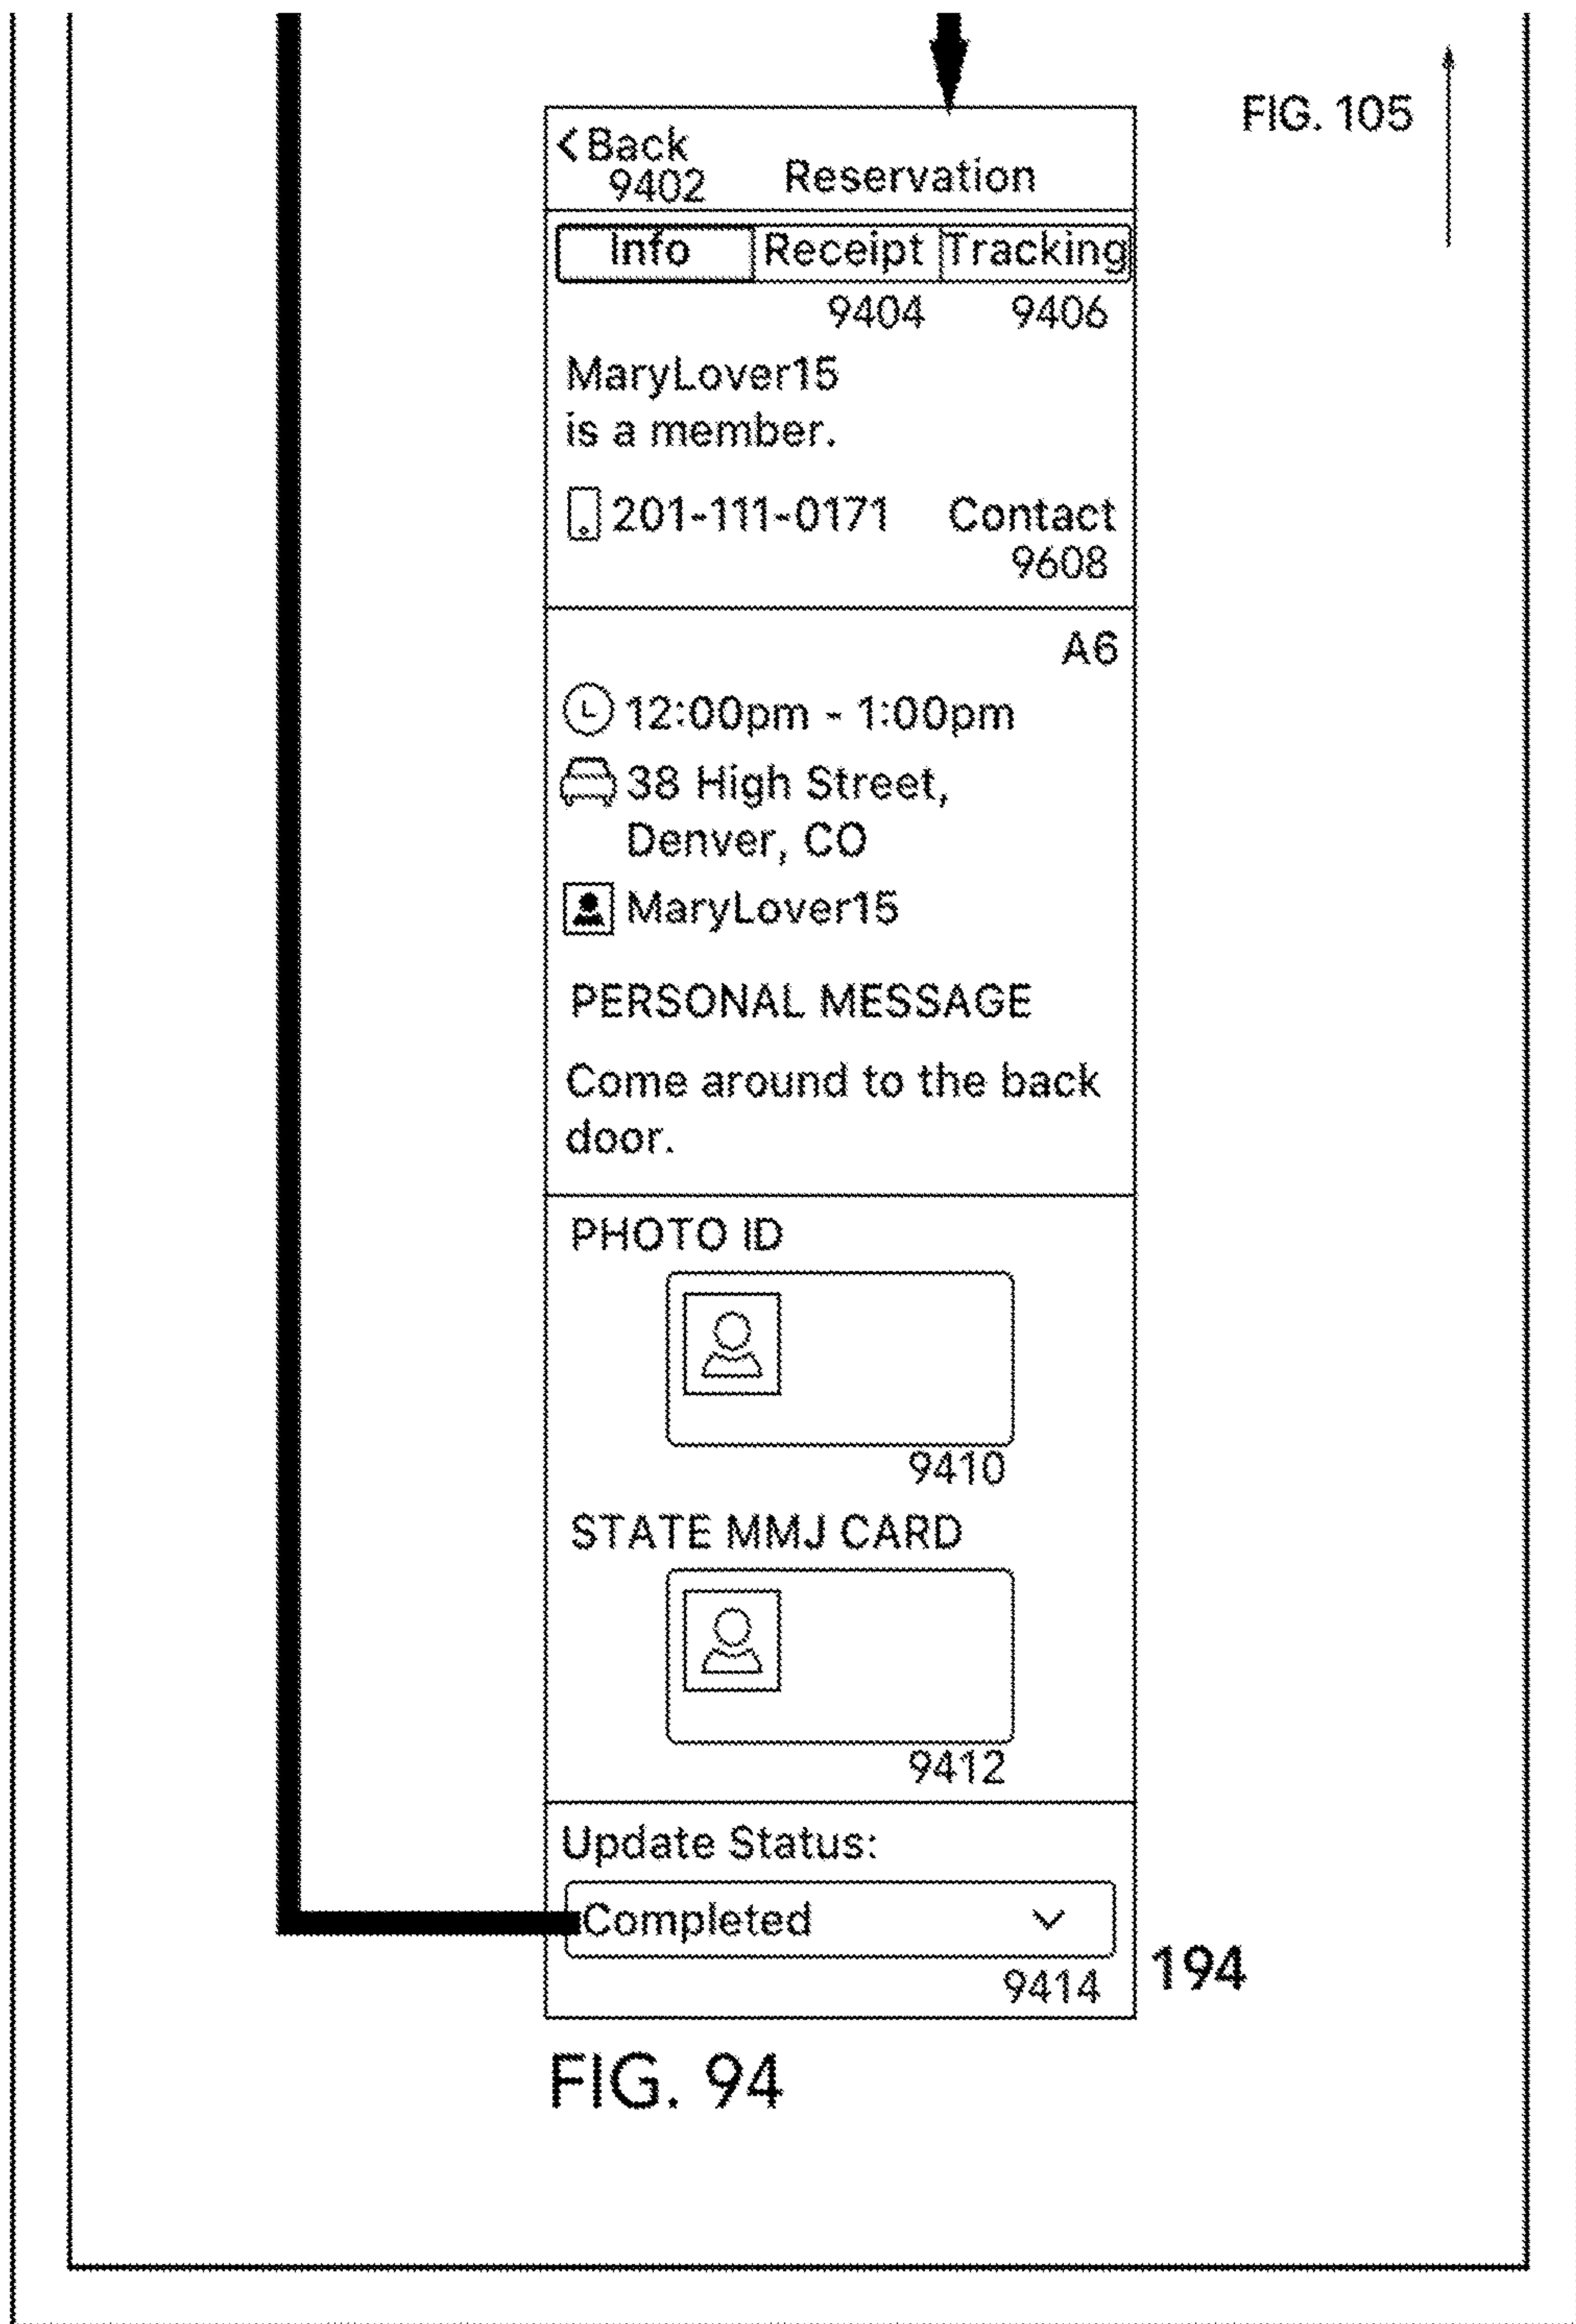 FIG. 105
< Back
9402
Reservation
Info Receipt Tracking
9404 9406
MaryLover15
is a member.
201-111-0171 Contact
9608
A6
12:00pm - 1:00pm
38 High Street,
Denver, CO
MaryLover15
PERSONAL MESSAGE
Come around to the back
door.
PHOTO ID
9410
STATE MMJ CARD
9412
Update Status:
Completed
9414
194
FIG. 94